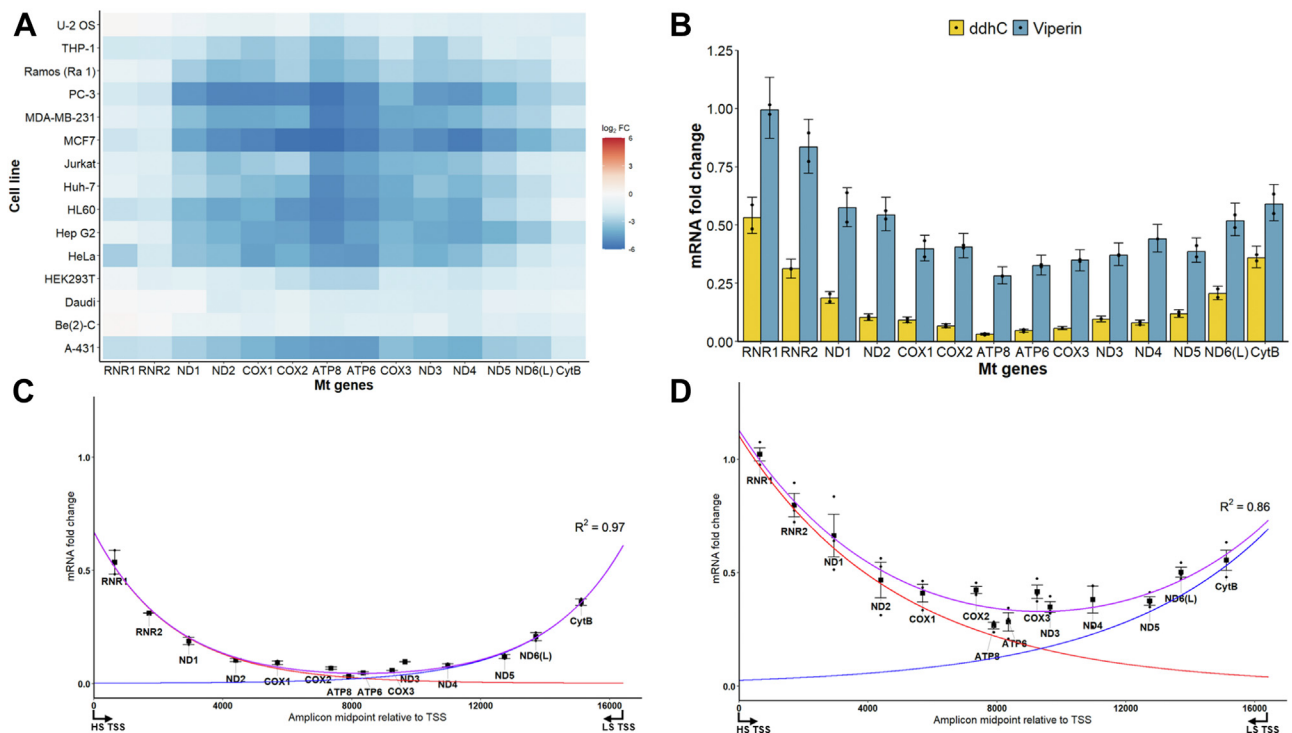 A
Cell line
U-2 OS
THP-1
Ramos (Ra 1)
PC-3
MDA-MB-231
MCF7
Jurkat
Huh-7
HL60
Hep G2
HeLa
HEK293T
Daudi
Be(2)-C
A-431
RNR1 RNR2 ND1 ND2 COX1 COX2 ATP8 ATP6 COX3 ND3 ND4 ND5 ND6(L) CytB
Mt genes
log2 FC
6
3
0
-3
-6
B
ddhC Viperin
mRNA fold change
1.25
1.00
0.75
0.50
0.25
0.00
RNR1 RNR2 ND1 ND2 COX1 COX2 ATP8 ATP6 COX3 ND3 ND4 ND5 ND6(L) CytB
Mt genes
C
mRNA fold change
1.0
0.5
0.0
R² = 0.97
RNR1
RNR2
ND1
ND2
COX1
COX2
ATP8
ATP6
COX3
ND3
ND4
ND5
ND6(L)
CytB
0 4000 8000 12000 16000
Amplicon midpoint relative to TSS
HS TSS
LS TSS
D
mRNA fold change
1.0
0.5
0.0
R² = 0.86
RNR1
RNR2
ND1
ND2
COX1
COX2
ATP8
ATP6
COX3
ND3
ND4
ND5
ND6(L)
CytB
0 4000 8000 12000 16000
Amplicon midpoint relative to TSS
HS TSS
LS TSS